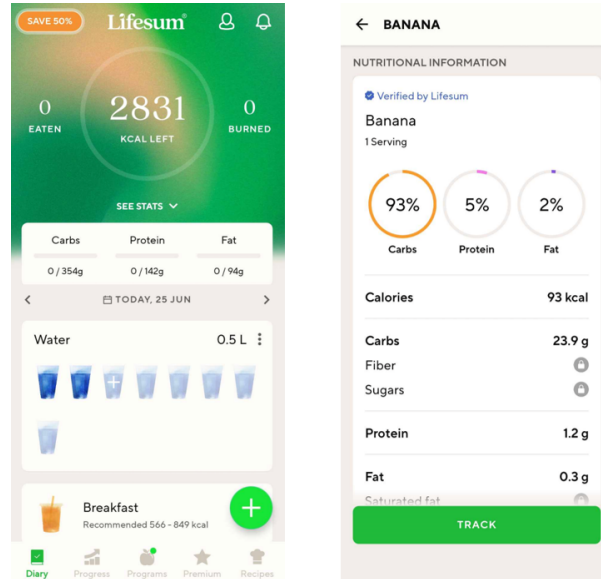 SAVE 50%
Lifesum
0
EATEN
2831
KCAL LEFT
0
BURNED
SEE STATS
Carbs
Protein
Fat
0 / 354g
0 / 142g
0 / 94g
TODAY, 25 JUN
Water
0.5 L
Breakfast
Recommended 566 - 849 kcal
Diary
Progress
Programs
Premium
Recipes
BANANA
NUTRITIONAL INFORMATION
Verified by Lifesum
Banana
1 Serving
93%
5%
2%
Carbs
Protein
Fat
Calories
93 kcal
Carbs
23.9 g
Fiber
Sugars
Protein
1.2 g
Fat
0.3 g
Saturated fat
TRACK